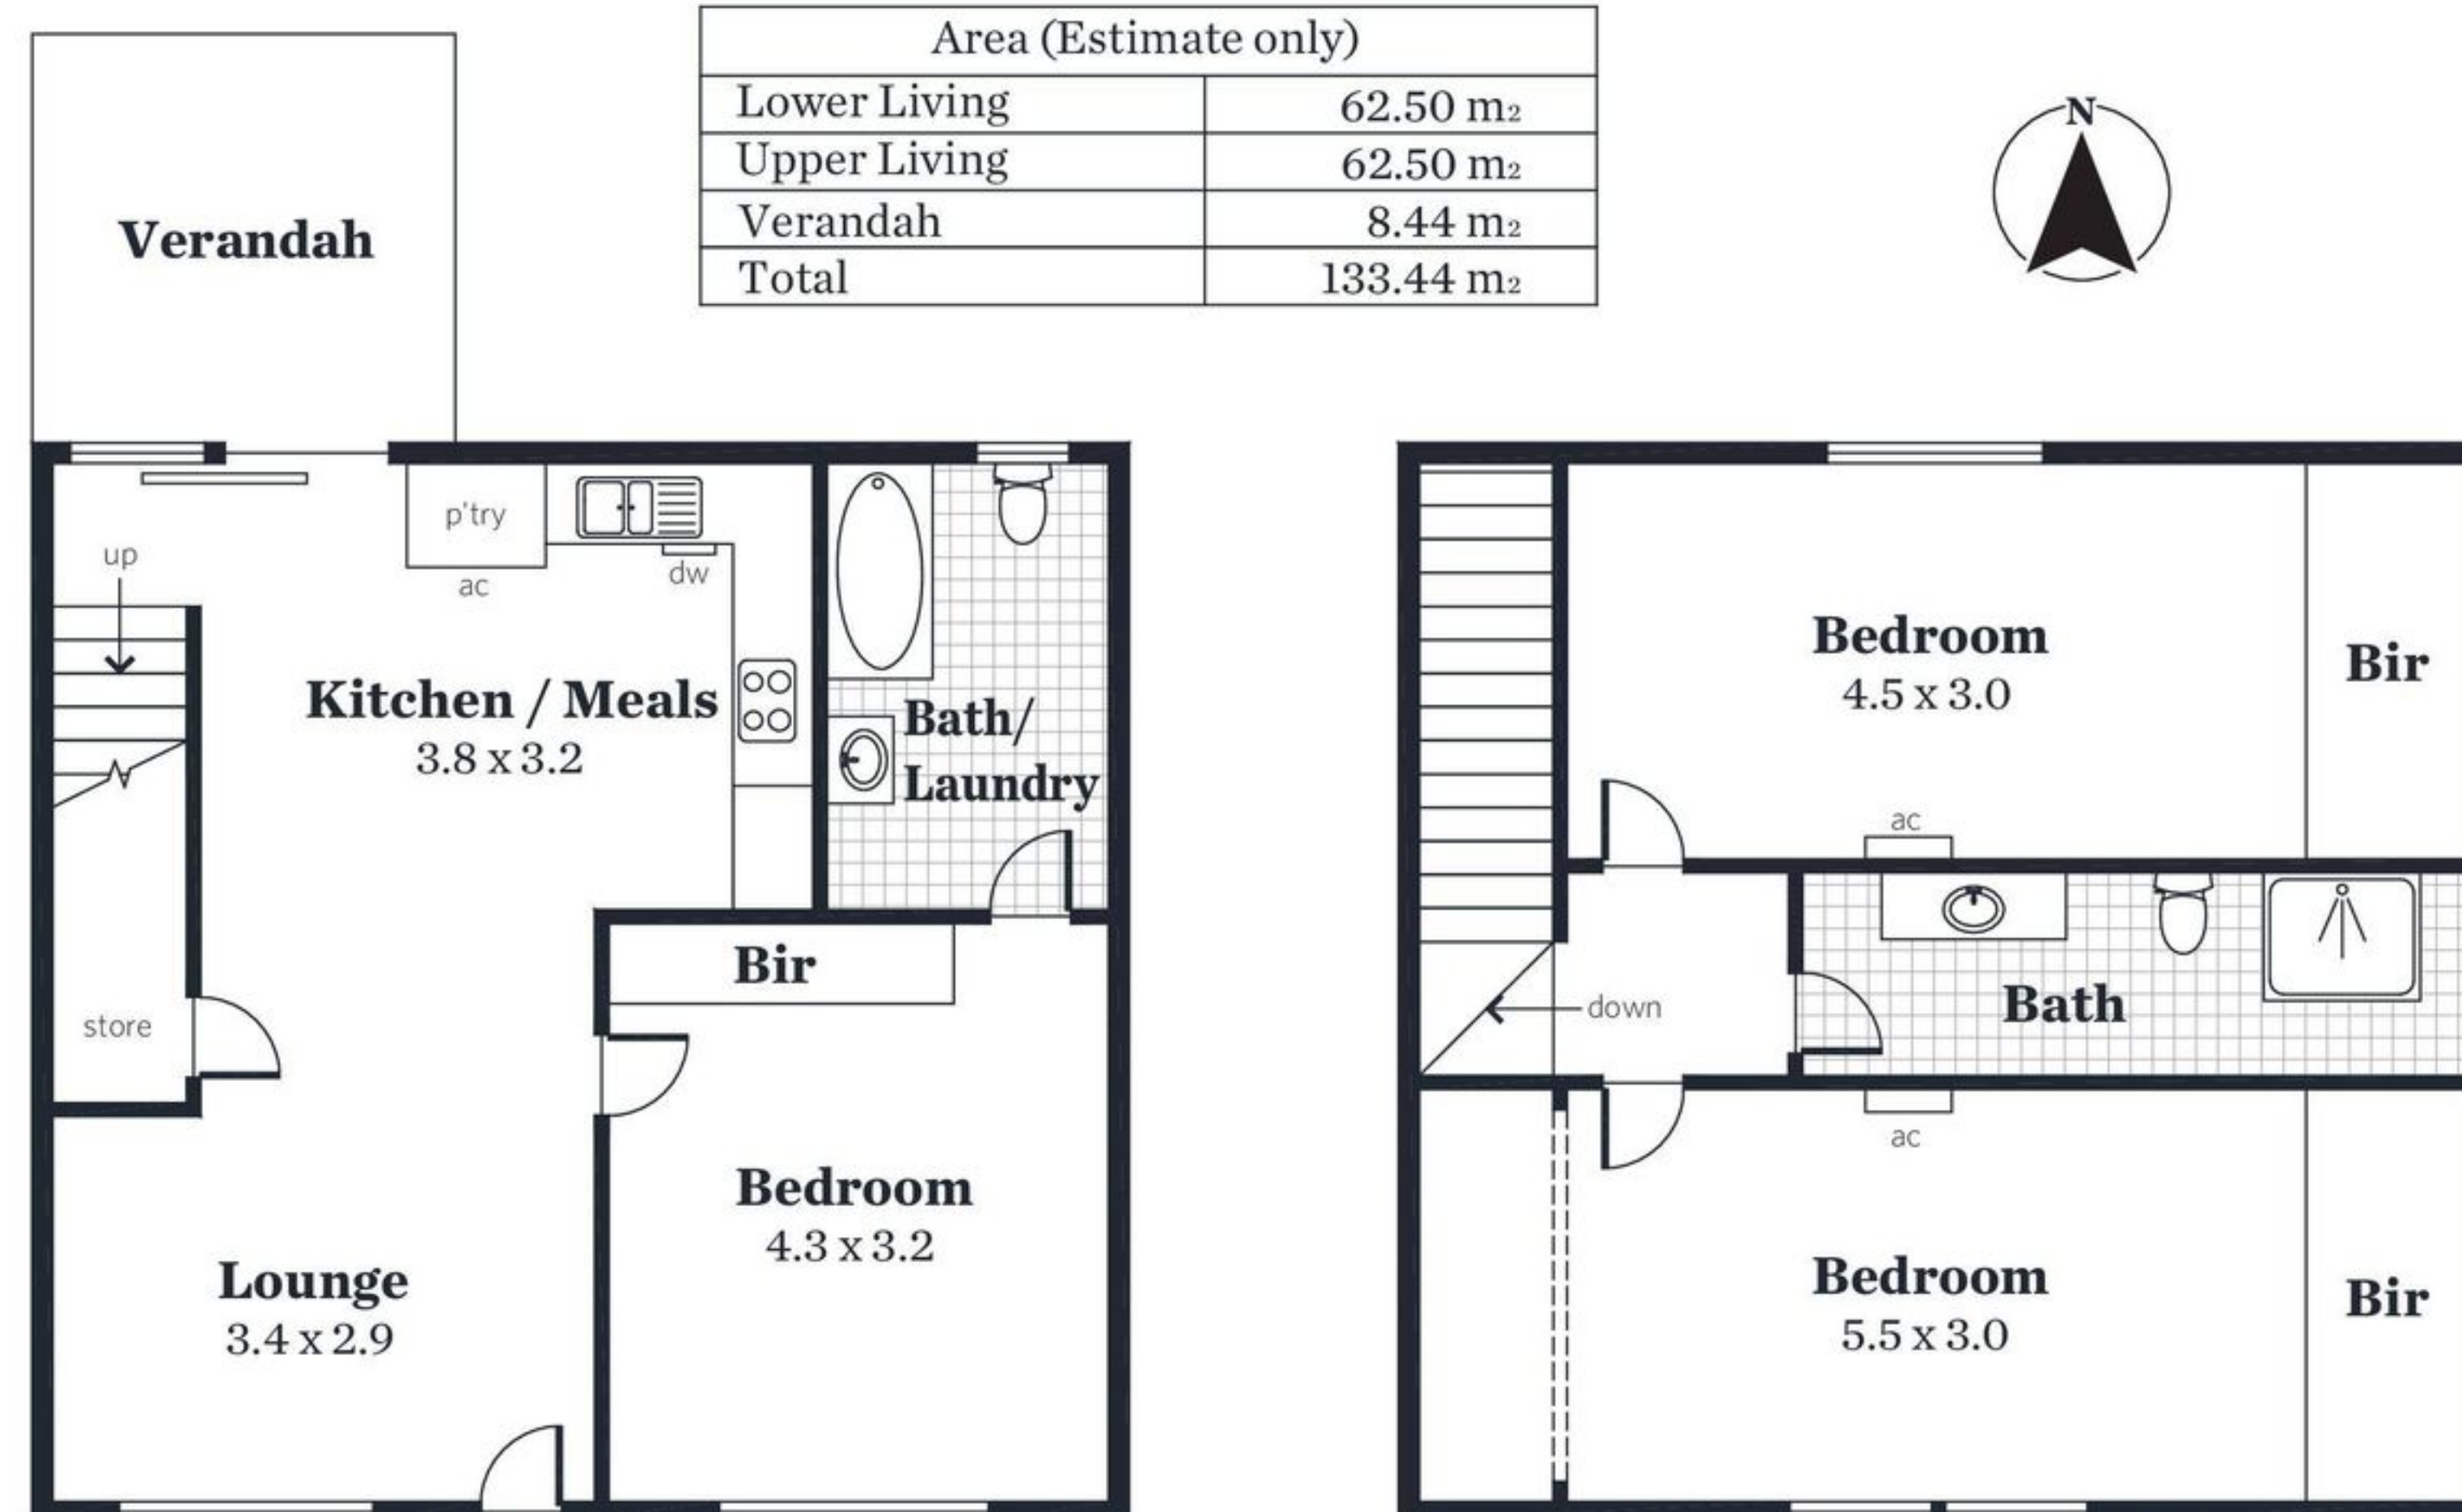 Area (Estimate only)
Lower Living 62.50 m2
Upper Living 62.50 m2
Verandah 8.44 m2
Total 133.44 m2
N
Verandah
p'try
ac
dw
up
Kitchen / Meals
3.8 x 3.2
Bath/
Laundry
store
Bir
Bedroom
4.3 x 3.2
Lounge
3.4 x 2.9
Bedroom
4.5 x 3.0
Bir
ac
down
Bath
ac
Bedroom
5.5 x 3.0
Bir